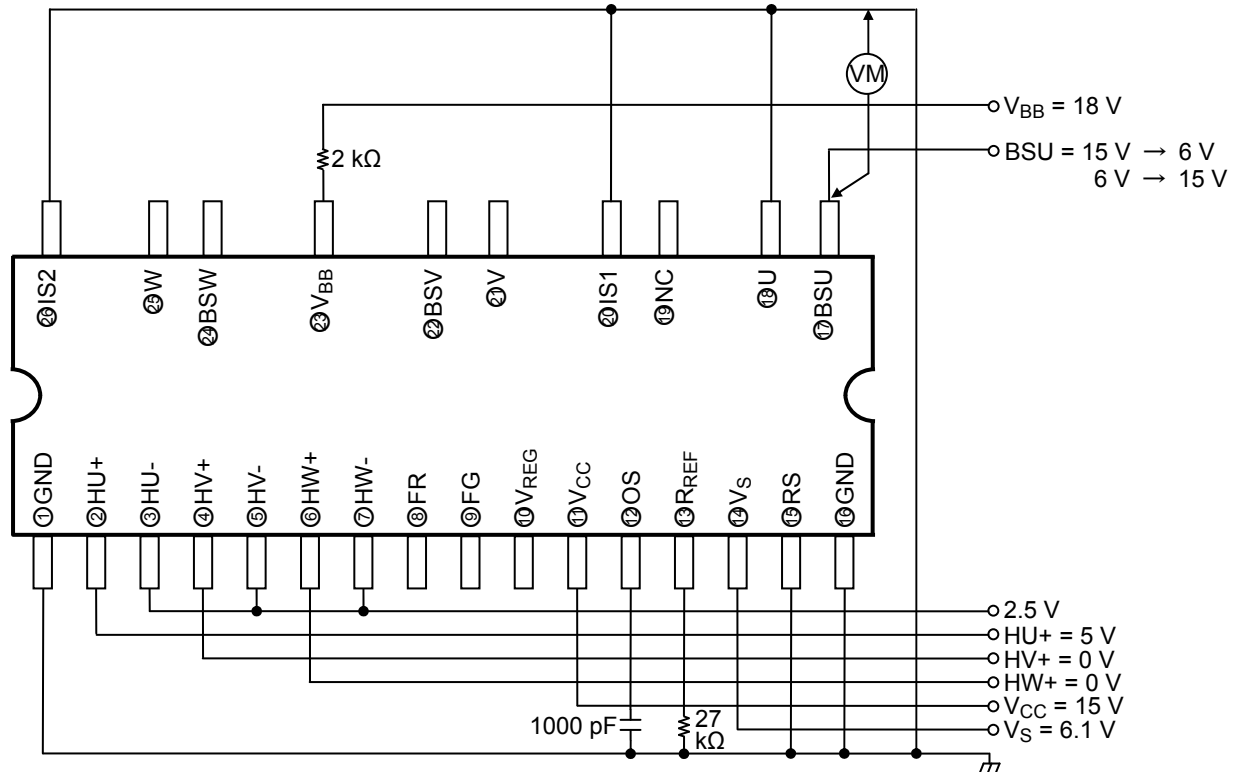 VM
V_BB = 18 V
2 kΩ
BSU = 15 V → 6 V
6 V → 15 V
㉖IS2
㉕W
㉔BSW
㉓V_BB
㉒BSV
㉑V
⑳IS1
⑲NC
⑱U
⑰BSU
①GND
②HU+
③HU-
④HV+
⑤HV-
⑥HW+
⑦HW-
⑧FR
⑨FG
⑩V_REG
⑪V_CC
⑫OS
⑬R_REF
⑭V_S
⑮RS
⑯GND
2.5 V
HU+ = 5 V
HV+ = 0 V
HW+ = 0 V
V_CC = 15 V
1000 pF
27
kΩ
V_S = 6.1 V